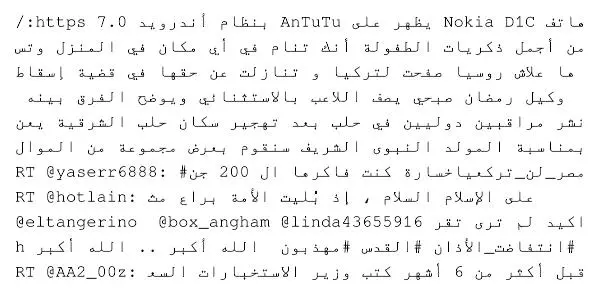 هاتف Nokia D1C يظهر على AnTuTu بنظام أندرويد 7.0 https:/
من أجمل ذكريات الطفولة أنك تنام في أي مكان في المنزل وتس
ها علاش روسيا صفحت لتركيا و تنازلت عن حقها في قضية إسقاط
وكيل رمضان صبحي يصف اللاعب بالاستثنائي ويوضح الفرق بينه
نشر مراقبين دوليين في حلب بعد تهجير سكان حلب الشرقية يعن
بمناسبة المولد النبوى الشريف سنقوم بعرض مجموعة من الموال
RT @yaserr6888: #مصر_لن_تركعياخسارة كنت فاكرها ال 200 جن
RT @hotlain: على الإسلام السلام ، إذ بُليت الأمة براع مث
@eltangerino @box_angham @linda43655916 اكيد لم ترى تقر
#انتفاضت_الأذان #القدس #مهذبون الله أكبر .. الله أكبر h
RT @AA2_00z: قبل أكثر من 6 أشهر كتب وزير الاستخبارات السع